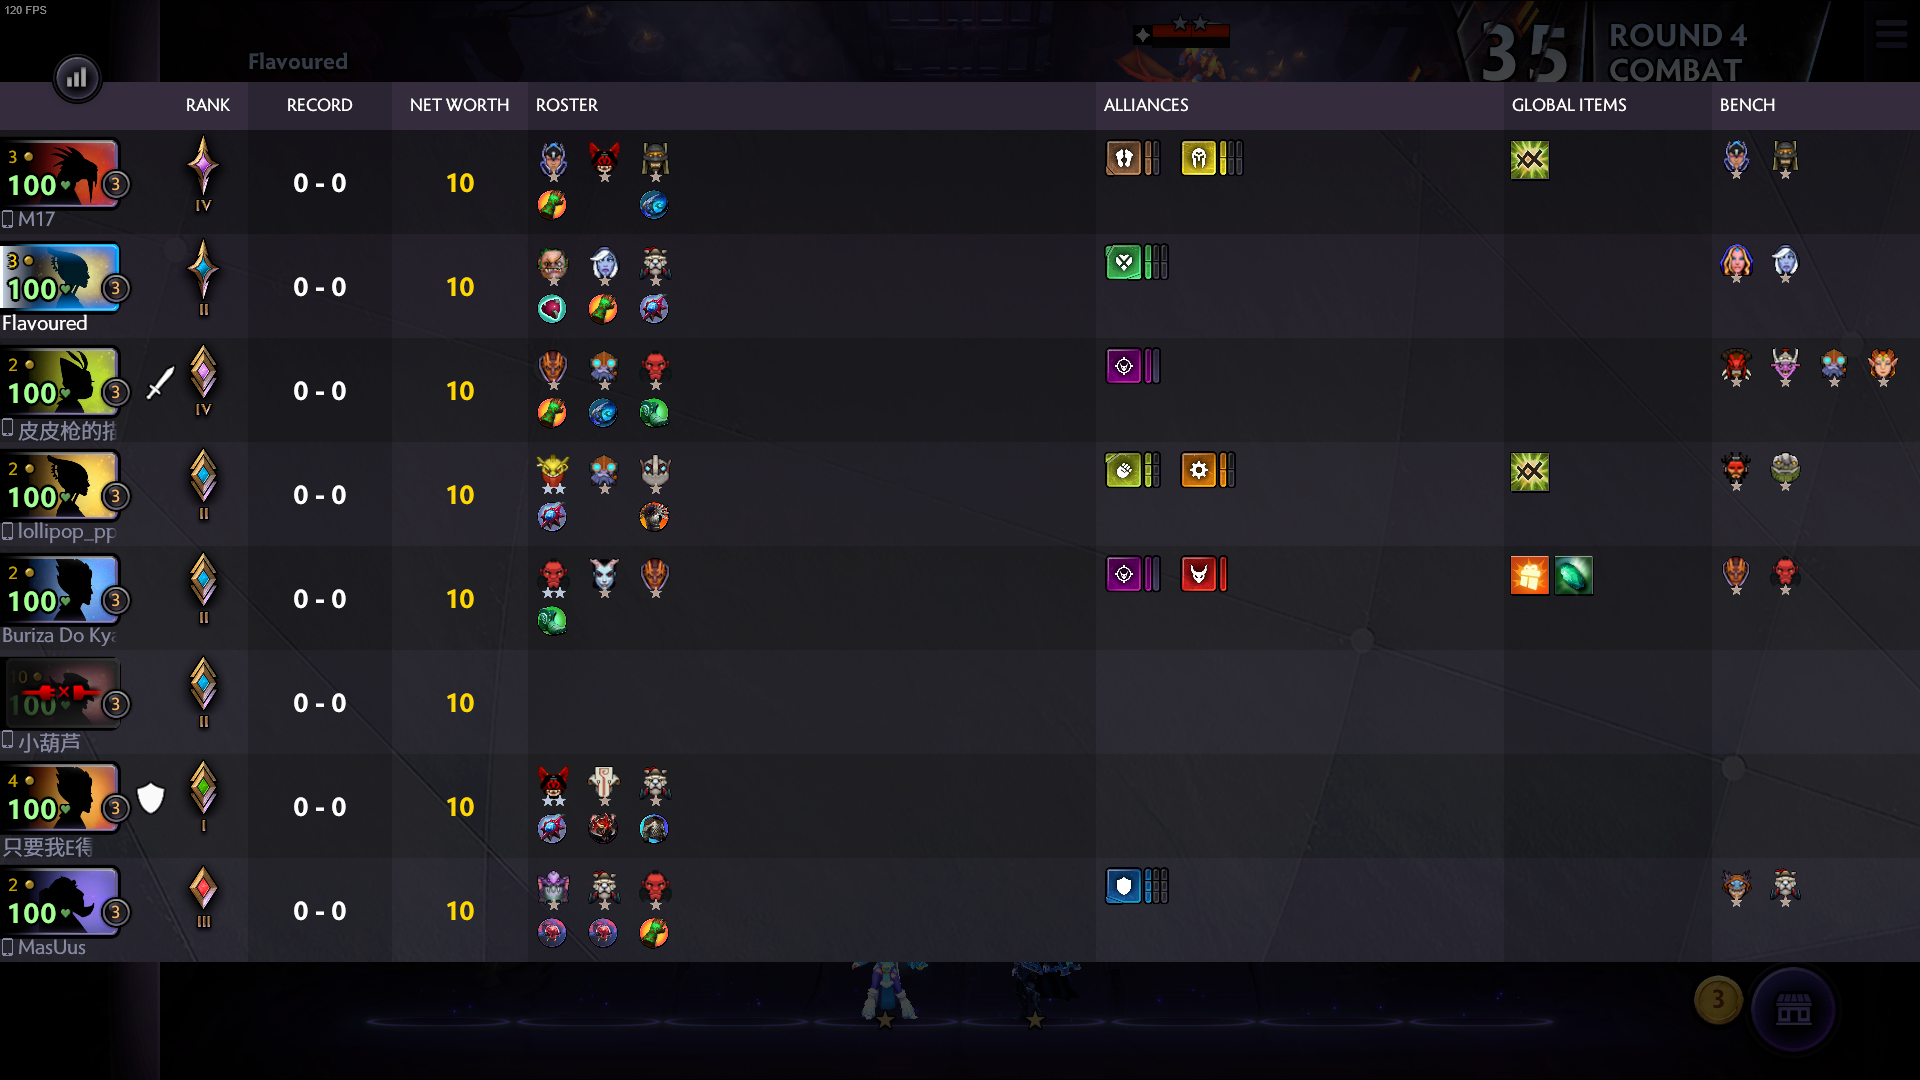 120 FPS
Flavoured
35
ROUND 4
COMBAT
RANK
RECORD
NET WORTH
ROSTER
ALLIANCES
GLOBAL ITEMS
BENCH
3
100
3
M17
IV
0 - 0
10
3
100
3
Flavoured
II
0 - 0
10
2
100
3
皮皮枪的
IV
0 - 0
10
2
100
3
lollipop_pp
II
0 - 0
10
2
100
3
Buriza Do Kya
II
0 - 0
10
10
100
3
小葫芦
II
0 - 0
10
4
100
3
只要我E得
I
0 - 0
10
2
100
3
MasUus
III
0 - 0
10
3